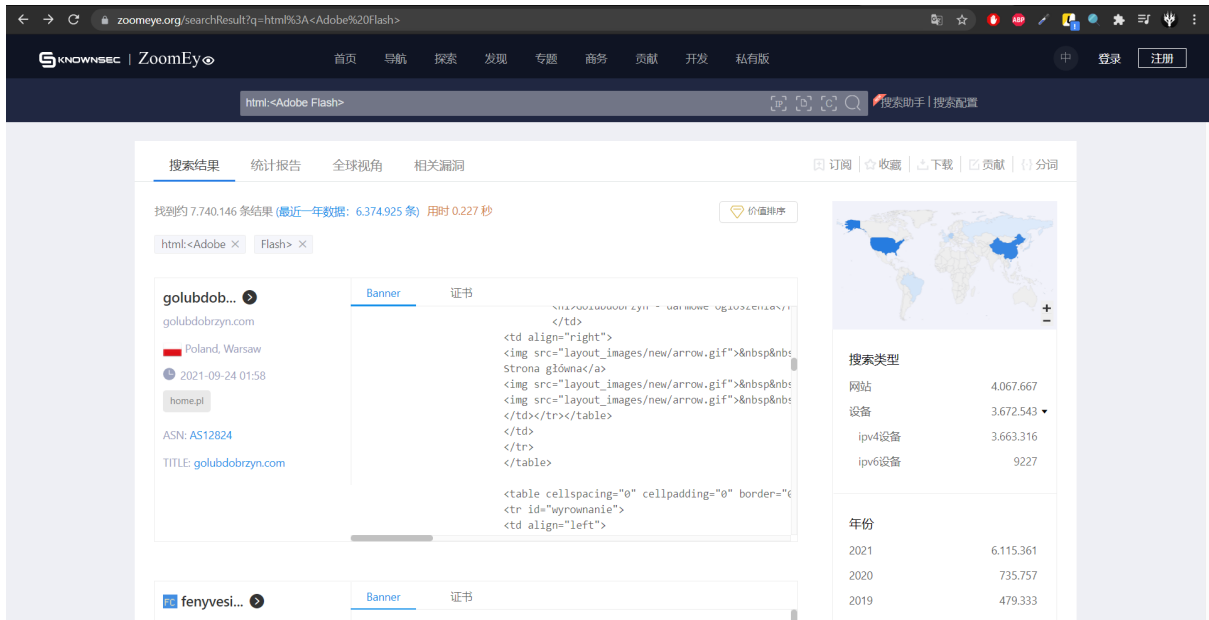 zoomeye.org/searchResult?q=html%3A<Adobe%20Flash>
ABP
KNOWNSEC | ZoomEye
首页 导航 探索 发现 专题 商务 贡献 开发 私有版
中 登录 注册
html:<Adobe Flash>
IP D C 搜索助手 | 搜索配置
搜索结果 统计报告 全球视角 相关漏洞
订阅 收藏 下载 贡献 分词
找到约 7.740.146 条结果 (最近一年数据: 6.374.925 条) 用时 0.227 秒
价值排序
html:<Adobe × Flash> ×
golubdob...
golubdobrzyn.com
Poland, Warsaw
2021-09-24 01:58
home.pl
ASN: AS12824
TITLE: golubdobrzyn.com
Banner 证书
</td>
<td align="right">
<img src="layout_images/new/arrow.gif">&nbsp&nbs
Strona główna</a>
<img src="layout_images/new/arrow.gif">&nbsp&nbs
<img src="layout_images/new/arrow.gif">&nbsp&nbs
</td></tr></table>
</td>
</tr>
</table>
<table cellspacing="0" cellpadding="0" border="0
<tr id="wyrownanie">
<td align="left">
+
−
搜索类型
网站 4.067.667
设备 3.672.543
ipv4设备 3.663.316
ipv6设备 9227
年份
2021 6.115.361
2020 735.757
2019 479.333
FC fenyvesi...
Banner 证书